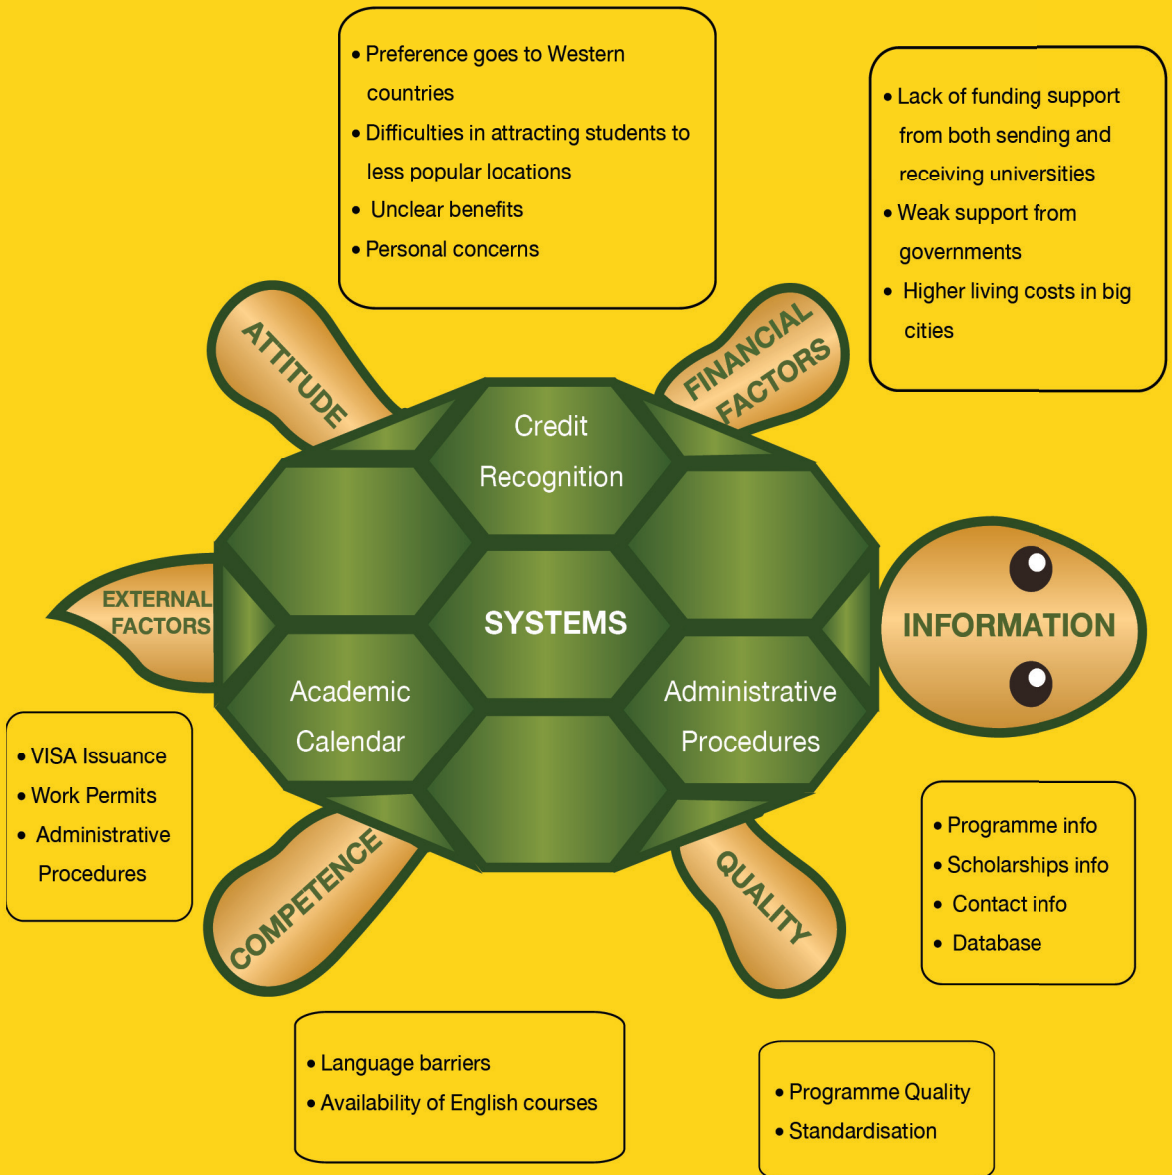 • Preference goes to Western
countries
• Difficulties in attracting students to
less popular locations
• Unclear benefits
• Personal concerns
• Lack of funding support
from both sending and
receiving universities
• Weak support from
governments
• Higher living costs in big
cities
ATTITUDE
FINANCIAL
FACTORS
Credit
Recognition
EXTERNAL
FACTORS
SYSTEMS
INFORMATION
Academic
Calendar
Administrative
Procedures
• VISA Issuance
• Work Permits
• Administrative
Procedures
COMPETENCE
QUALITY
• Programme info
• Scholarships info
• Contact info
• Database
• Language barriers
• Availability of English courses
• Programme Quality
• Standardisation